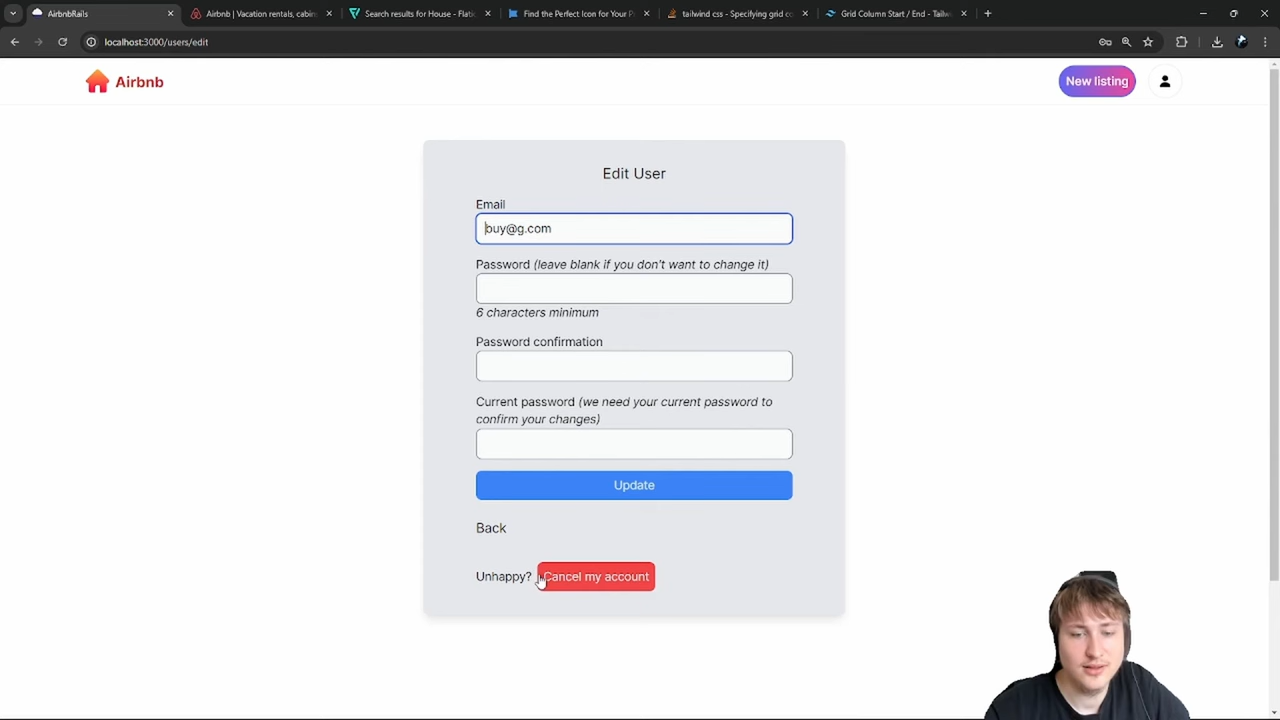 AirbnbRails
Airbnb | Vacation rentals, cabin
Search results for House - Flati
Find the Perfect Icon for Your P
tailwind css - Specifying grid co
Grid Column Start / End - Tailw
localhost:3000/users/edit
Airbnb
New listing
Edit User
Email
buy@g.com
Password (leave blank if you don't want to change it)
6 characters minimum
Password confirmation
Current password (we need your current password to
confirm your changes)
Update
Back
Unhappy? Cancel my account